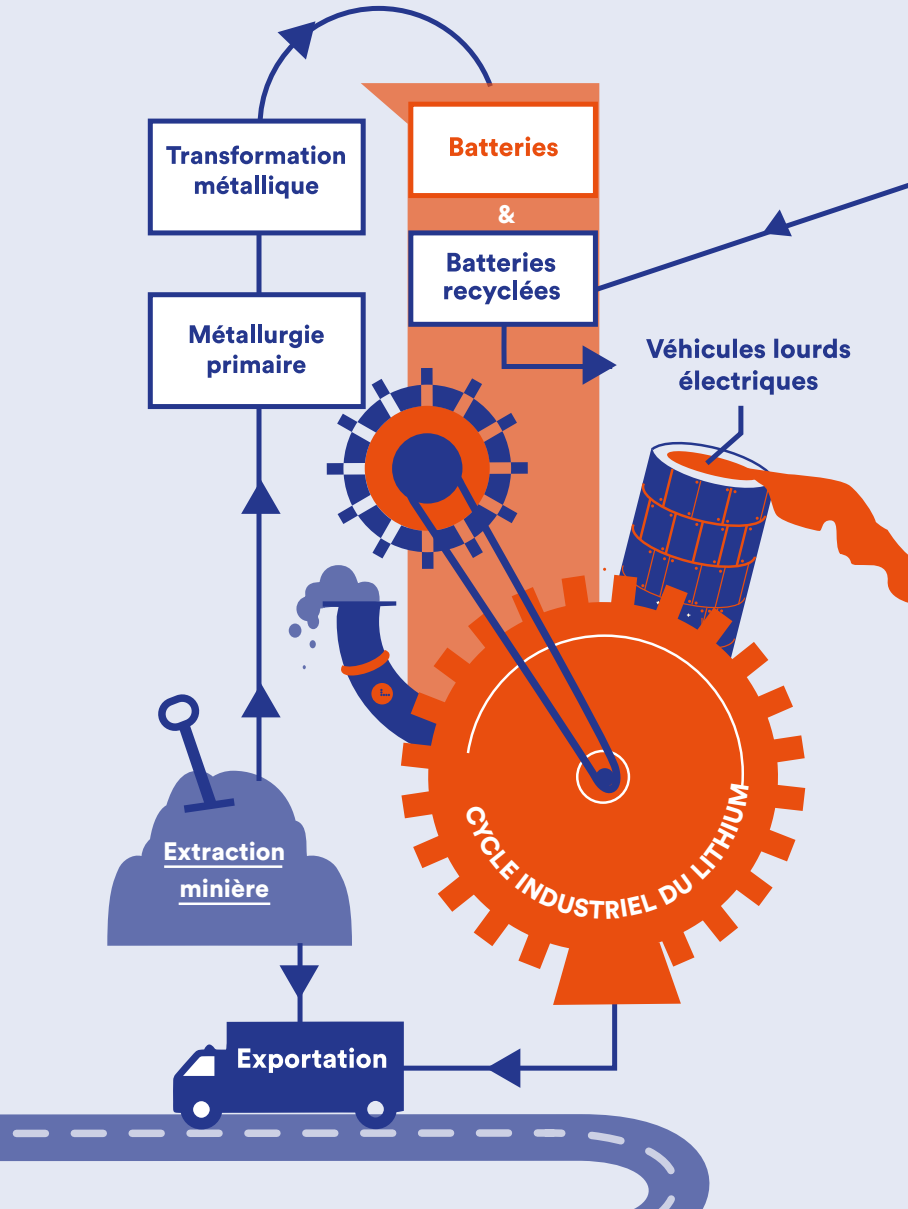 Transformation
métallique
Batteries
&
Batteries
recyclées
Métallurgie
primaire
Véhicules lourds
électriques
Extraction
minière
CYCLE INDUSTRIEL DU LITHIUM
Exportation